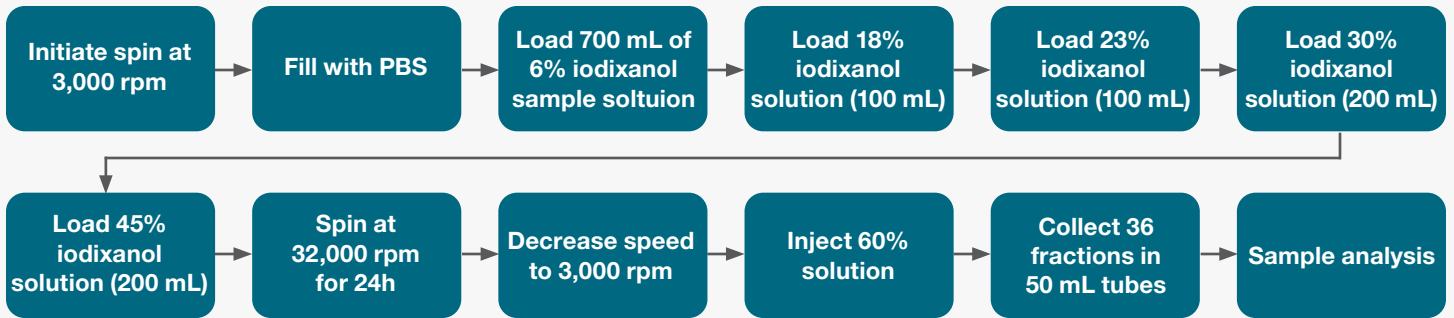 Initiate spin at
3,000 rpm
Fill with PBS
Load 700 mL of
6% iodixanol
sample soltuion
Load 18%
iodixanol
solution (100 mL)
Load 23%
iodixanol
solution (100 mL)
Load 30%
iodixanol
solution (200 mL)
Load 45%
iodixanol
solution (200 mL)
Spin at
32,000 rpm
for 24h
Decrease speed
to 3,000 rpm
Inject 60%
solution
Collect 36
fractions in
50 mL tubes
Sample analysis